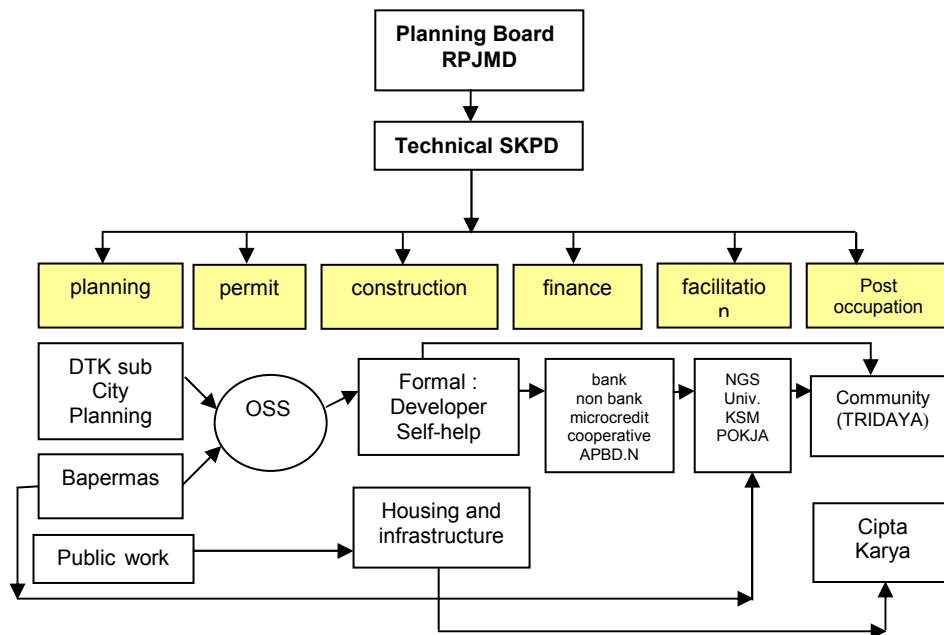 Planning Board
RPJMD
Technical SKPD
planning
permit
construction
finance
facilitatio
n
Post
occupation
DTK sub
City
Planning
OSS
Formal :
Developer
Self-help
bank
non bank
microcredit
cooperative
APBD.N
NGS
Univ.
KSM
POKJA
Community
(TRIDAYA)
Bapermas
Housing and
infrastructure
Cipta
Karya
Public work